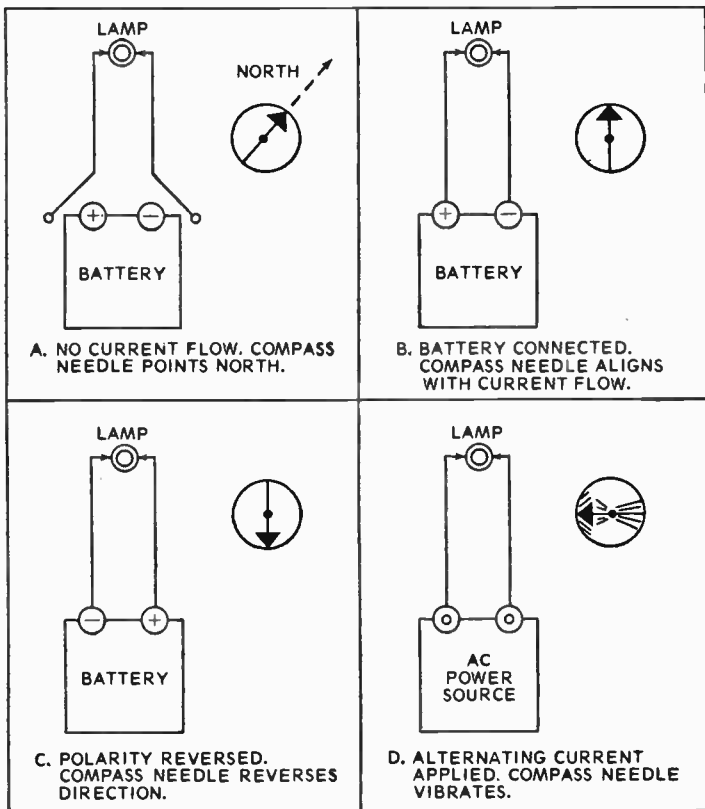 LAMP
NORTH
+ −
BATTERY
A. NO CURRENT FLOW. COMPASS
NEEDLE POINTS NORTH.
LAMP
+ −
BATTERY
B. BATTERY CONNECTED.
COMPASS NEEDLE ALIGNS
WITH CURRENT FLOW.
LAMP
− +
BATTERY
C. POLARITY REVERSED.
COMPASS NEEDLE REVERSES
DIRECTION.
LAMP
AC
POWER
SOURCE
D. ALTERNATING CURRENT
APPLIED. COMPASS NEEDLE
VIBRATES.